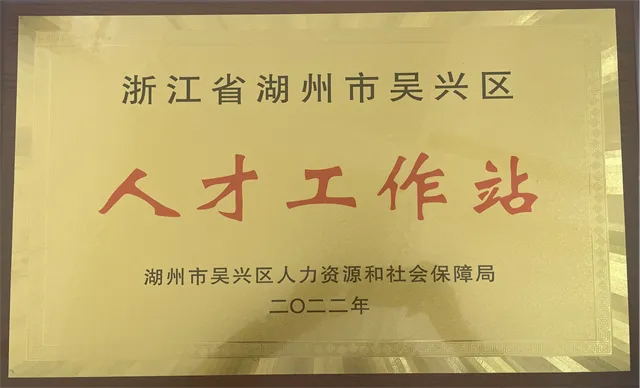 浙江省湖州市吴兴区
人才工作站
湖州市吴兴区人力资源和社会保障局
二〇二二年